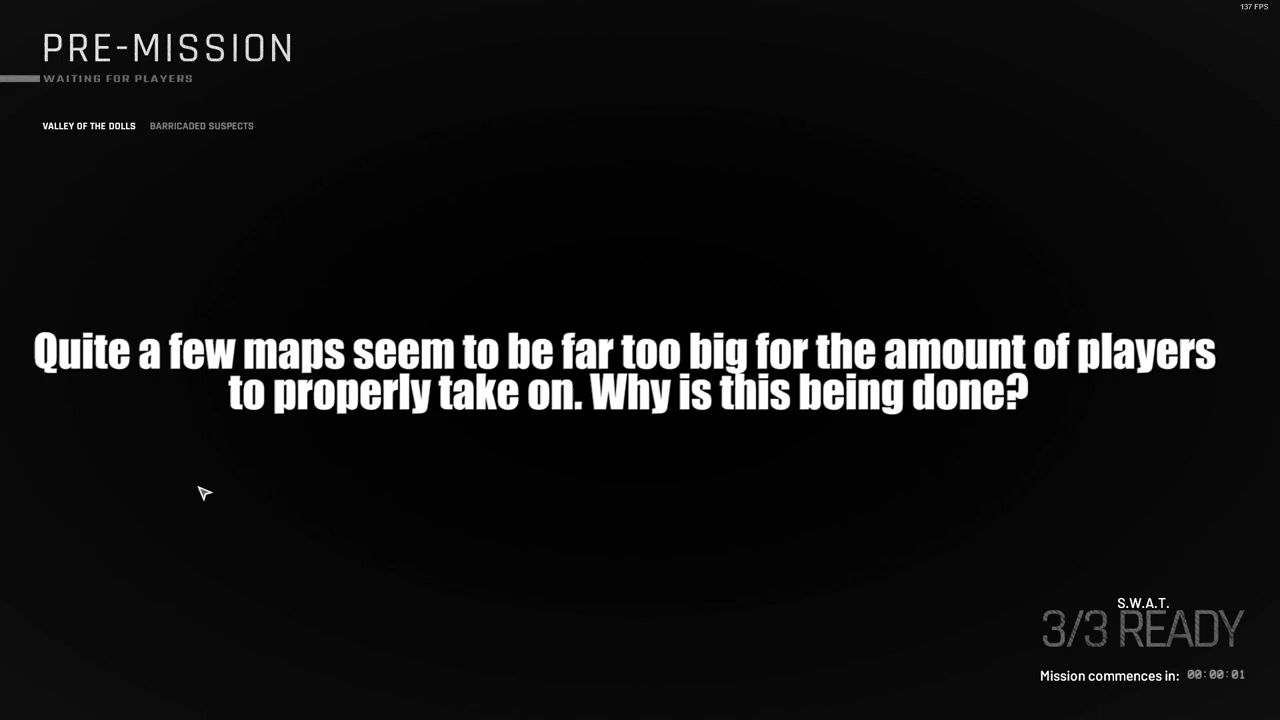 137 FPS
PRE-MISSION
WAITING FOR PLAYERS
VALLEY OF THE DOLLS BARRICADED SUSPECTS
Quite a few maps seem to be far too big for the amount of players
to properly take on. Why is this being done?
S.W.A.T.
3/3 READY
Mission commences in: 00:00:01